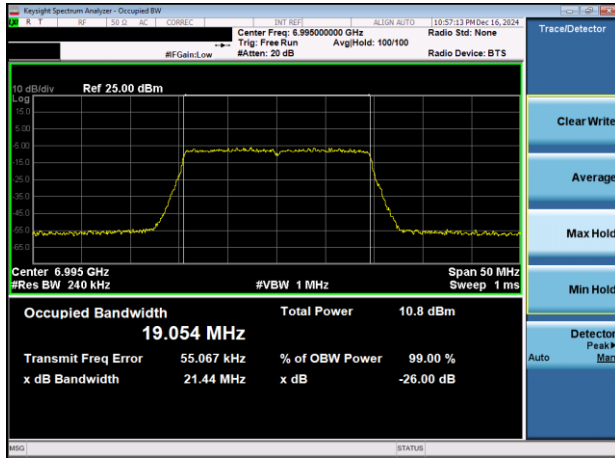 Keysight Spectrum Analyzer - Occupied BW
R T RF 50 Ω AC CORREC INT REF ALIGN AUTO 10:57:13 PM Dec 16, 2024
Center Freq: 6.995000000 GHz Radio Std: None
Trig: Free Run Avg|Hold: 100/100
#IFGain:Low #Atten: 20 dB Radio Device: BTS
Trace/Detector
10 dB/div Ref 25.00 dBm
Log
15.0
5.00
-5.00
-15.0
-25.0
-35.0
-45.0
-55.0
-65.0
Center 6.995 GHz Span 50 MHz
#Res BW 240 kHz #VBW 1 MHz Sweep 1 ms
Occupied Bandwidth Total Power 10.8 dBm
19.054 MHz
Transmit Freq Error 55.067 kHz % of OBW Power 99.00 %
x dB Bandwidth 21.44 MHz x dB -26.00 dB
Clear Write
Average
Max Hold
Min Hold
Detector
Peak▶
Auto Man
MSG STATUS